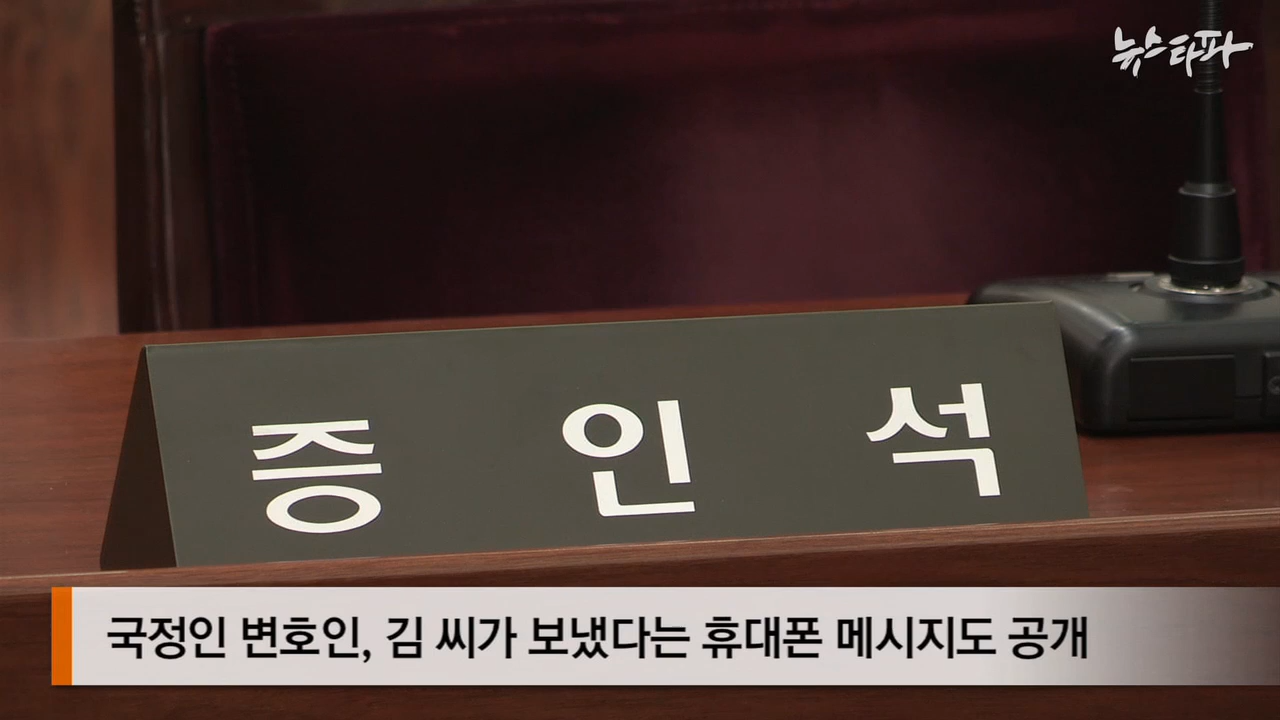 뉴스타파
증 인 석
국정인 변호인, 김 씨가 보냈다는 휴대폰 메시지도 공개